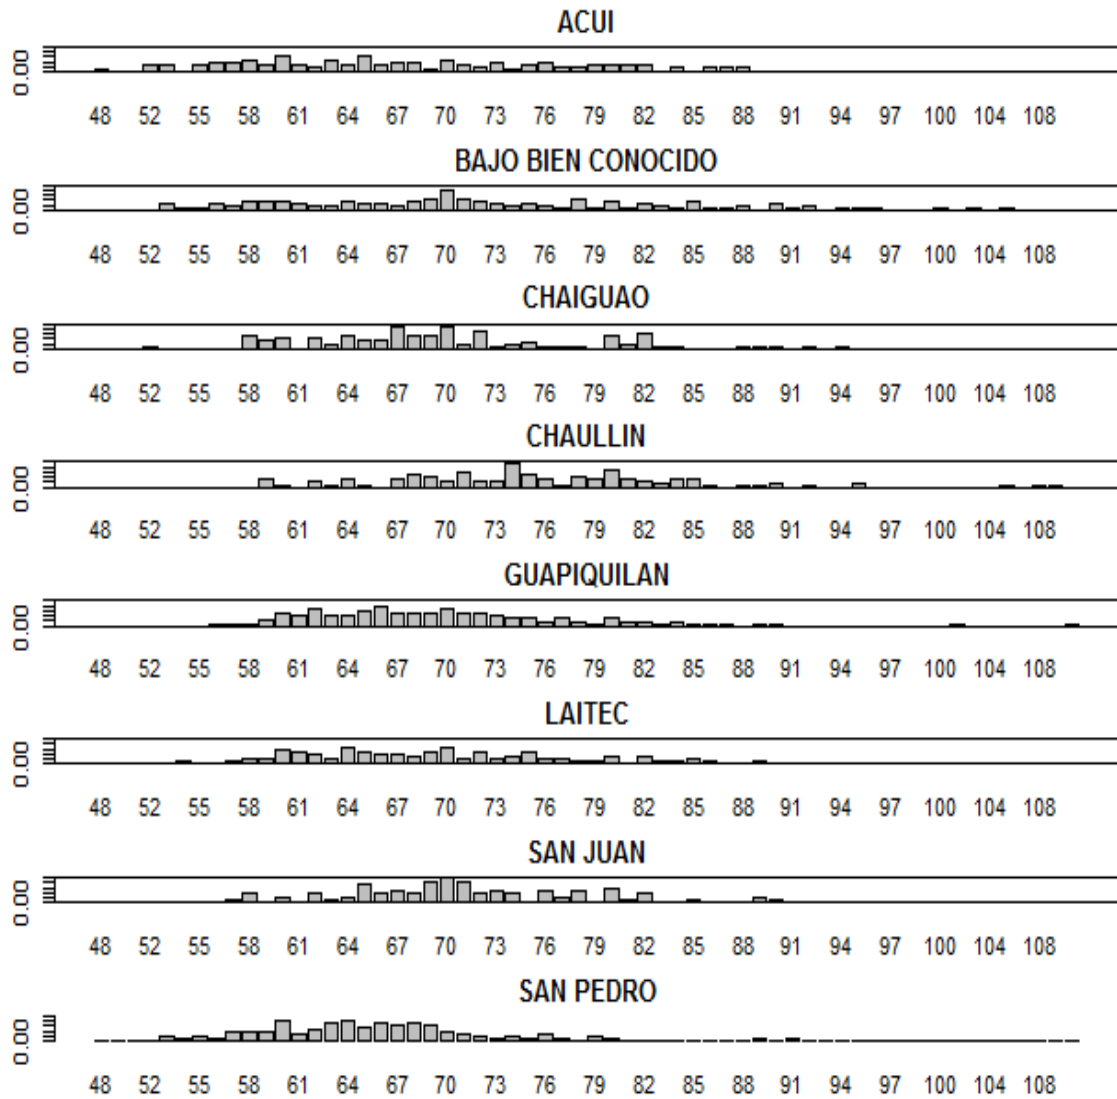 ACUI
0.00
48 52 55 58 61 64 67 70 73 76 79 82 85 88 91 94 97 100 104 108
BAJO BIEN CONOCIDO
0.00
48 52 55 58 61 64 67 70 73 76 79 82 85 88 91 94 97 100 104 108
CHAIGUAO
0.00
48 52 55 58 61 64 67 70 73 76 79 82 85 88 91 94 97 100 104 108
CHAULLIN
0.00
48 52 55 58 61 64 67 70 73 76 79 82 85 88 91 94 97 100 104 108
GUAPIQUILAN
0.00
48 52 55 58 61 64 67 70 73 76 79 82 85 88 91 94 97 100 104 108
LAITEC
0.00
48 52 55 58 61 64 67 70 73 76 79 82 85 88 91 94 97 100 104 108
SAN JUAN
0.00
48 52 55 58 61 64 67 70 73 76 79 82 85 88 91 94 97 100 104 108
SAN PEDRO
0.00
48 52 55 58 61 64 67 70 73 76 79 82 85 88 91 94 97 100 104 108